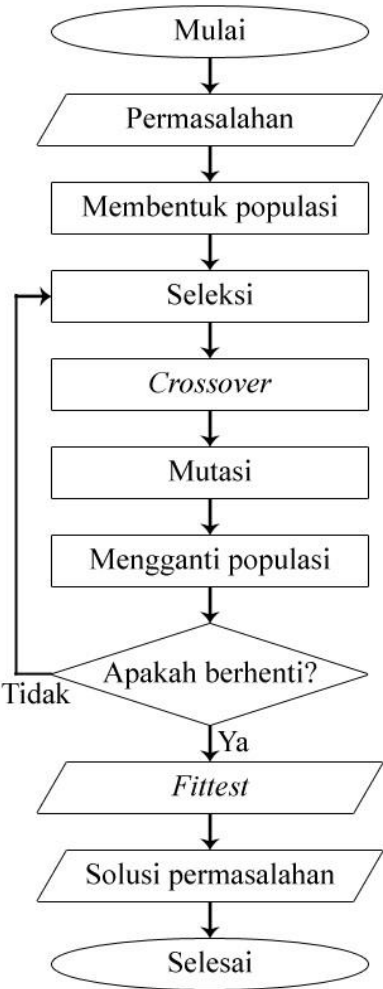 Mulai
Permasalahan
Membentuk populasi
Seleksi
Crossover
Mutasi
Mengganti populasi
Apakah berhenti?
Tidak
Ya
Fittest
Solusi permasalahan
Selesai